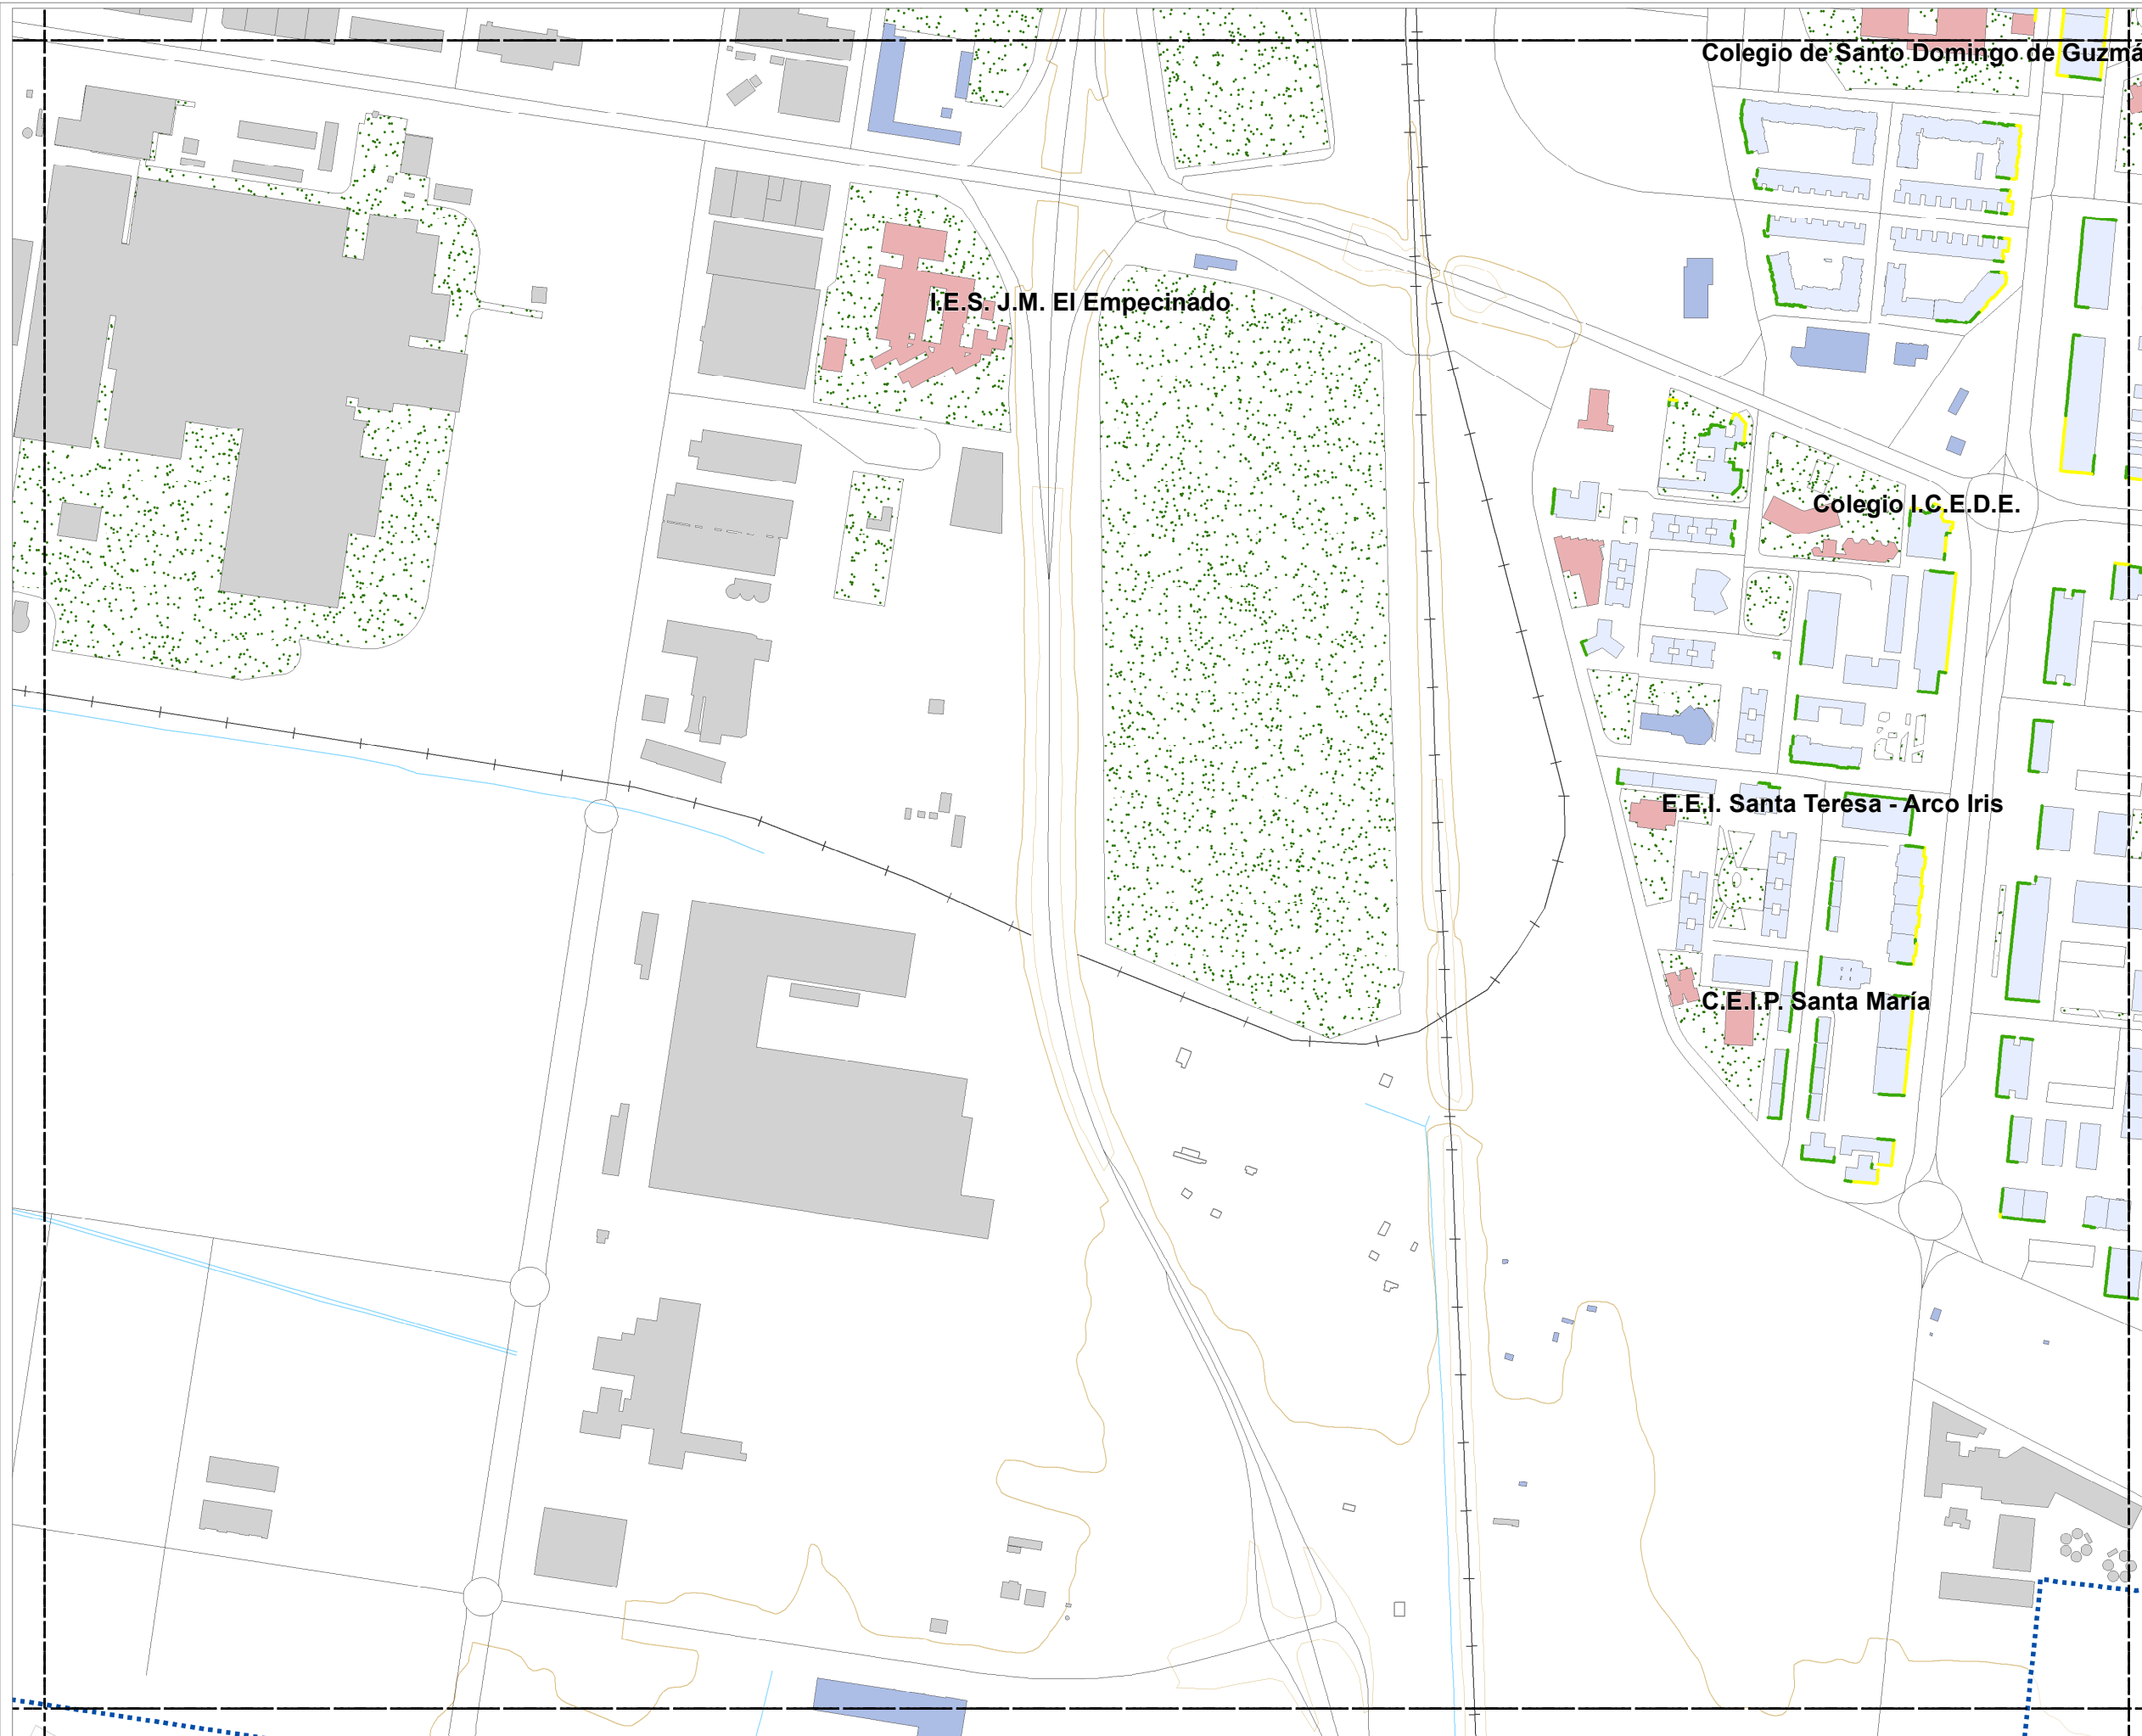 Colegio de Santo Domingo de Guzmá
I.E.S. J.M. El Empecinado
Colegio I.C.E.D.E.
E.E.I. Santa Teresa - Arco Iris
C.E.I.P. Santa María